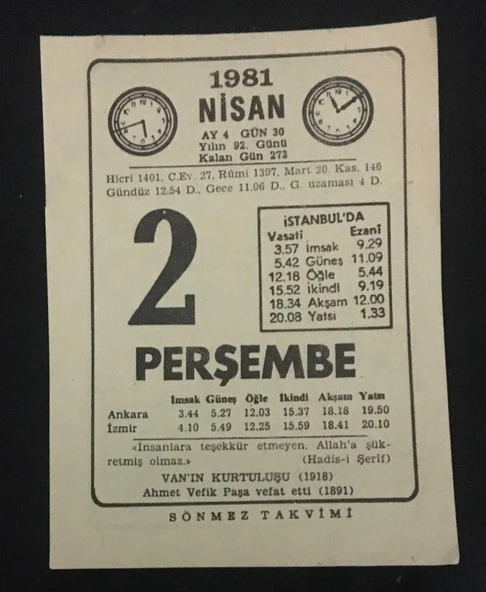 1981
NİSAN
AY 4 GÜN 30
Yılın 92. Günü
Kalan Gün 273
Hicri 1401, C.Ev. 27, Rûmi 1397, Mart 20, Kas. 146
Gündüz 12.54 D., Gece 11.06 D., G. uzaması 4 D.
2
İSTANBUL'DA
Vasati Ezanî
3.57 İmsak 9.29
5.42 Güneş 11.09
12.18 Öğle 5.44
15.52 İkindi 9.19
18.34 Akşam 12.00
20.08 Yatsı 1.33
PERŞEMBE
İmsak Güneş Öğle İkindi Akşam Yatsı
Ankara 3.44 5.27 12.03 15.37 18.18 19.50
İzmir 4.10 5.49 12.25 15.59 18.41 20.10
«İnsanlara teşekkür etmeyen, Allah'a şük-
retmiş olmaz.» (Hadîs-i Şerif)
VAN'IN KURTULUŞU (1918)
Ahmet Vefik Paşa vefat etti (1891)
SÖNMEZ TAKVİMİ